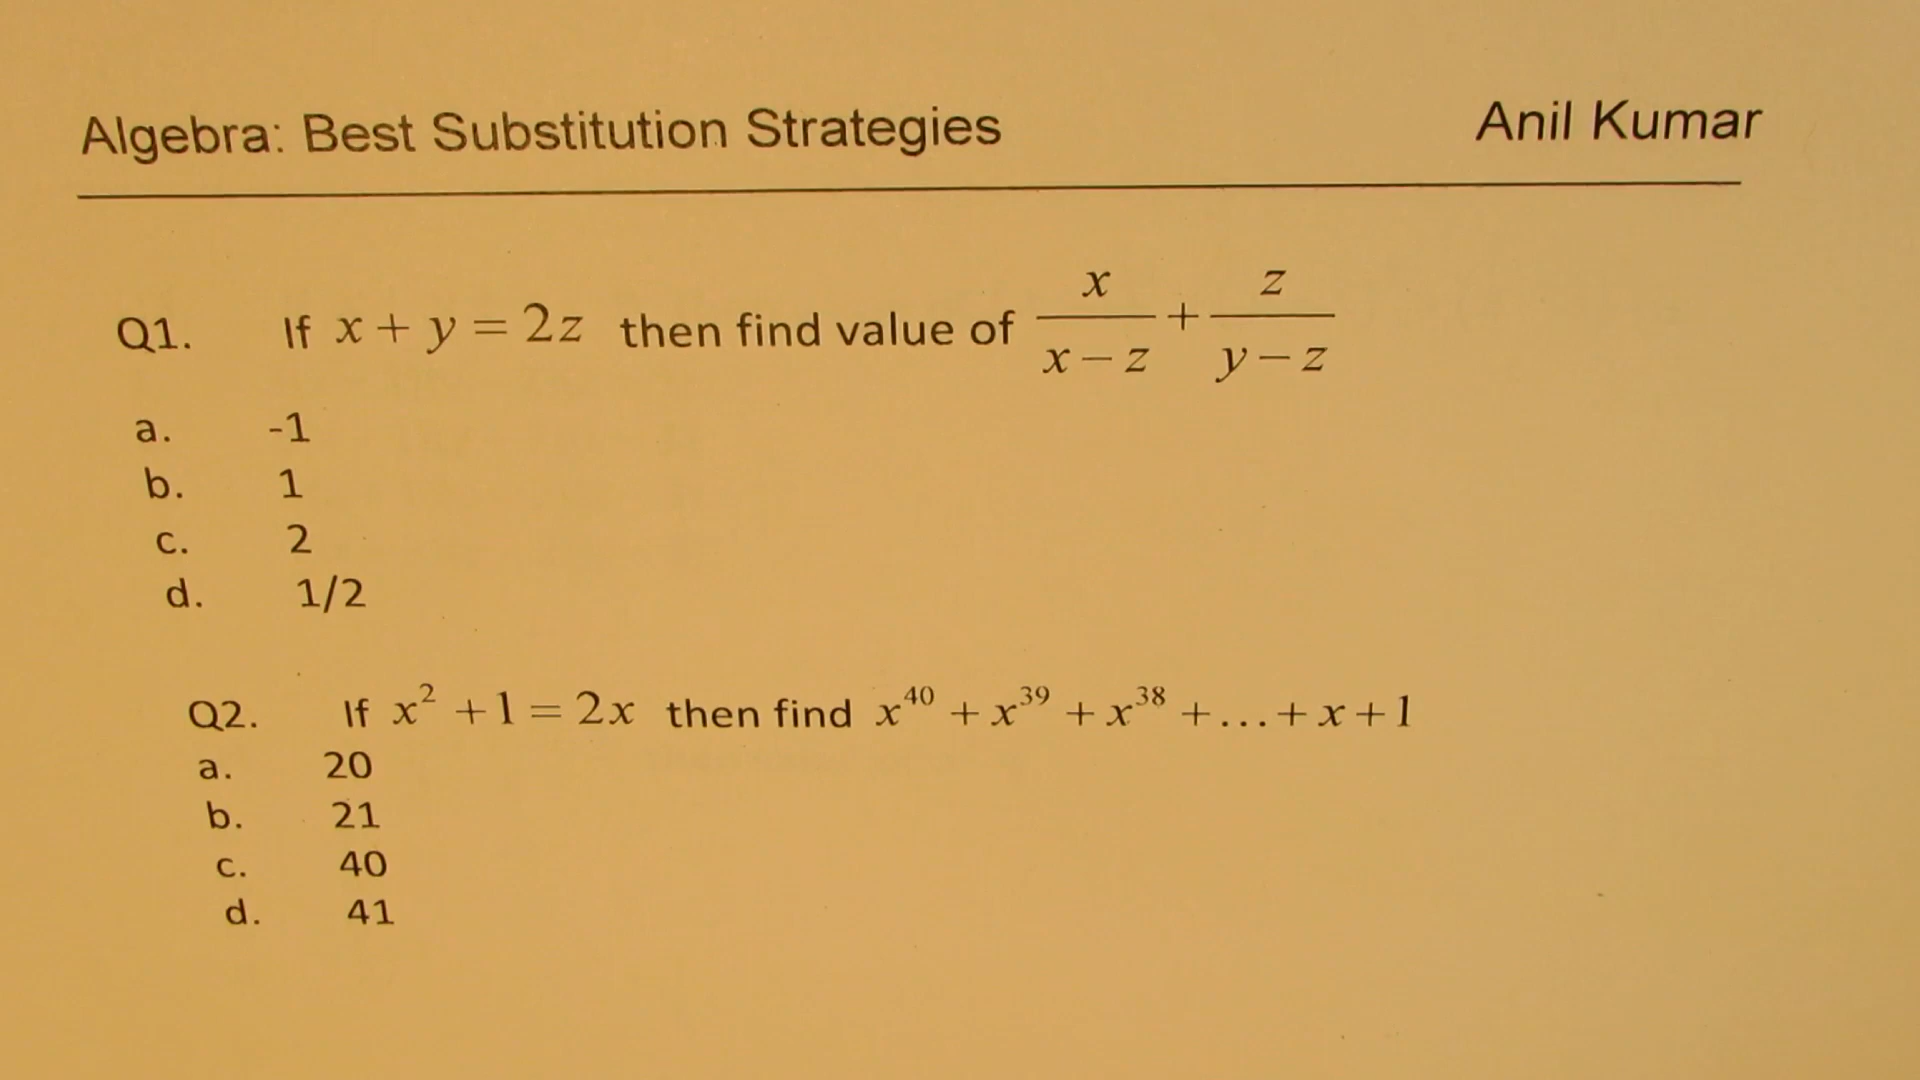 Algebra: Best Substitution Strategies Anil Kumar
Q1. If x + y = 2z then find value of x/(x − z) + z/(y − z)
a. -1
b. 1
c. 2
d. 1/2
Q2. If x² + 1 = 2x then find x⁴⁰ + x³⁹ + x³⁸ + ... + x + 1
a. 20
b. 21
c. 40
d. 41